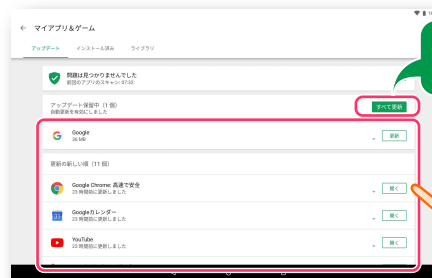 ← マイアプリ&ゲーム
アップデート インストール済み ライブラリ
問題は見つかりませんでした
前回のアプリのスキャン: 07:32
アップデート保留中（1 個）
自動更新を有効にしました
すべて更新
Google
36 MB
更新
更新の新しい順（11 個）
Google Chrome: 高速で安全
23 時間前に更新しました
開く
Googleカレンダー
23 時間前に更新しました
開く
YouTube
23 時間前に更新しました
開く